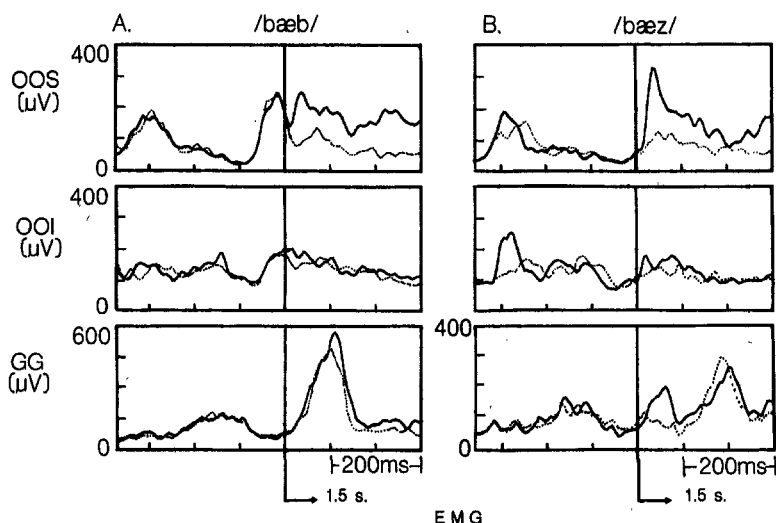 A. /bæb/ B. /bæz/
400
OOS
(µV)
0
400
OOI
(µV)
0
600 400
GG
(µV)
0 0
200ms 200ms
1.5 s. 1.5 s.
EMG